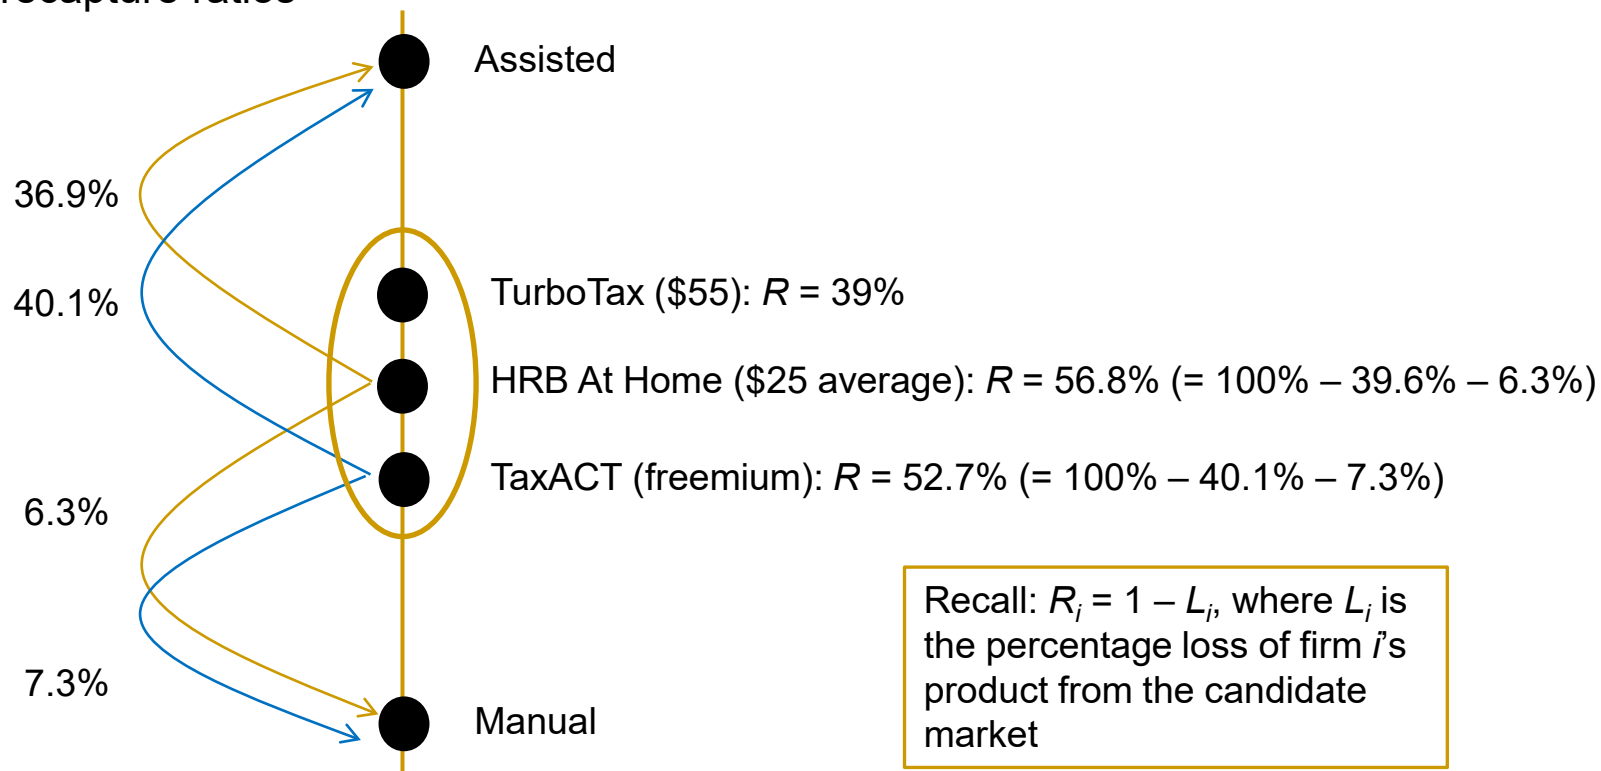 recapture ratios
Assisted
36.9%
TurboTax ($55): R = 39%
40.1%
HRB At Home ($25 average): R = 56.8% (= 100% – 39.6% – 6.3%)
TaxACT (freemium): R = 52.7% (= 100% – 40.1% – 7.3%)
6.3%
Recall: Ri = 1 – Li, where Li is
the percentage loss of firm i's
product from the candidate
market
7.3%
Manual